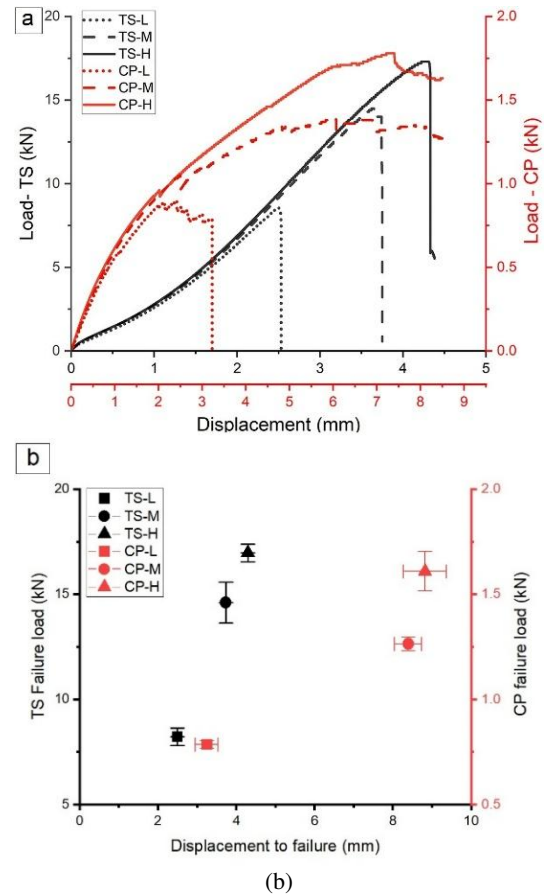 a
TS-L
TS-M
TS-H
CP-L
CP-M
CP-H
20
15
10
5
0
Load- TS (kN)
2.0
1.5
1.0
0.5
0.0
Load - CP (kN)
0 1 2 3 4 5
0 1 2 3 4 5 6 7 8 9
Displacement (mm)
b
TS-L
TS-M
TS-H
CP-L
CP-M
CP-H
20
15
10
5
TS Failure load (kN)
2.0
1.5
1.0
0.5
CP failure load (kN)
0 2 4 6 8 10
Displacement to failure (mm)
(b)